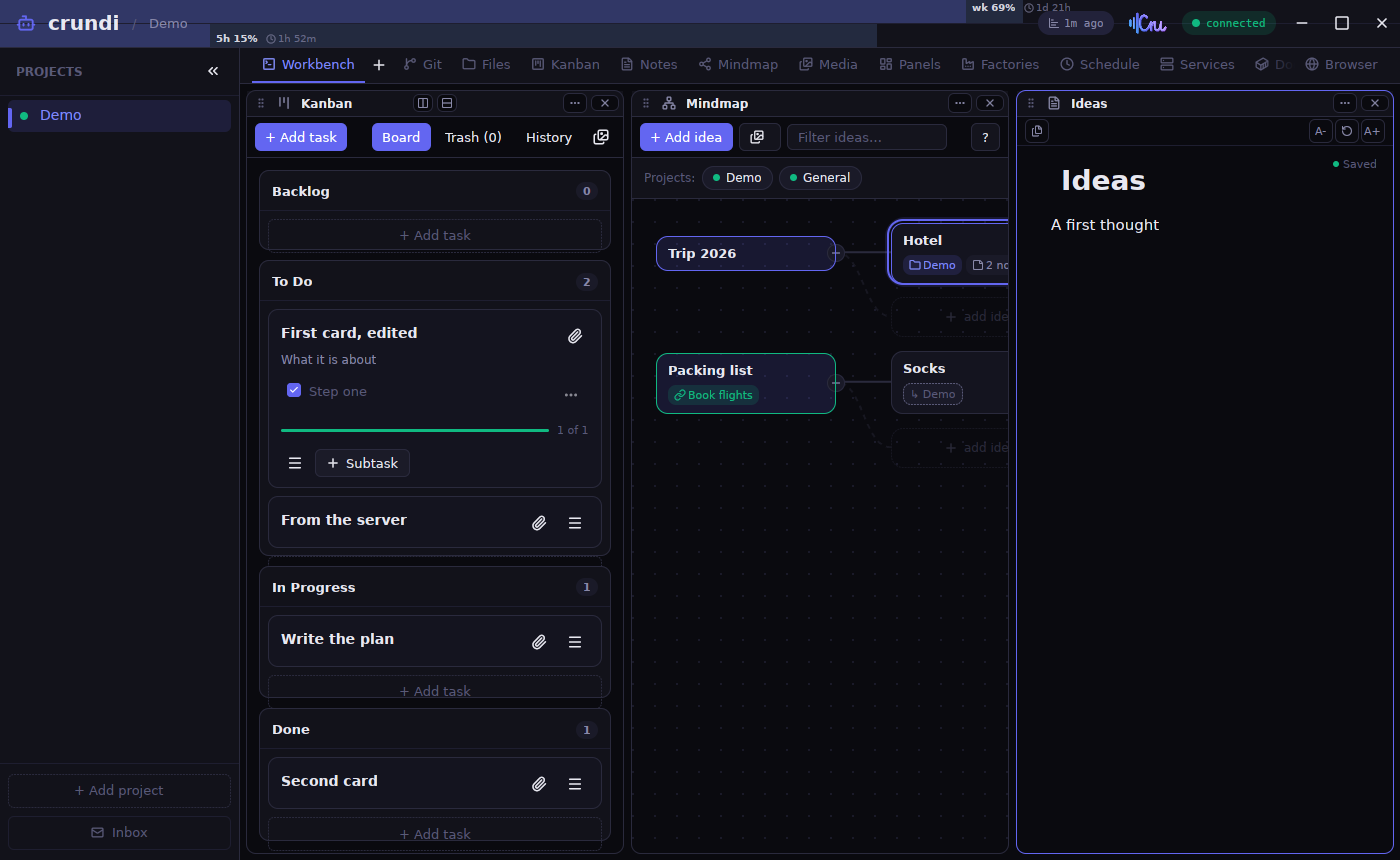 wk 69% 1d 21h
crundi / Demo
1m ago
connected
5h 15% 1h 52m
PROJECTS
Demo
+ Add project
Inbox
Workbench
Git
Files
Kanban
Notes
Mindmap
Media
Panels
Factories
Schedule
Services
Browser
Kanban
+ Add task
Board
Trash (0)
History
Backlog 0
+ Add task
To Do 2
First card, edited
What it is about
Step one
1 of 1
+ Subtask
From the server
In Progress 1
Write the plan
+ Add task
Done 1
Second card
+ Add task
Mindmap
+ Add idea
Filter ideas...
?
Projects: Demo General
Trip 2026
Hotel
Demo
2 no
+ add ide
Packing list
Book flights
Socks
↳ Demo
+ add ide
Ideas
A- A+
Saved
Ideas
A first thought